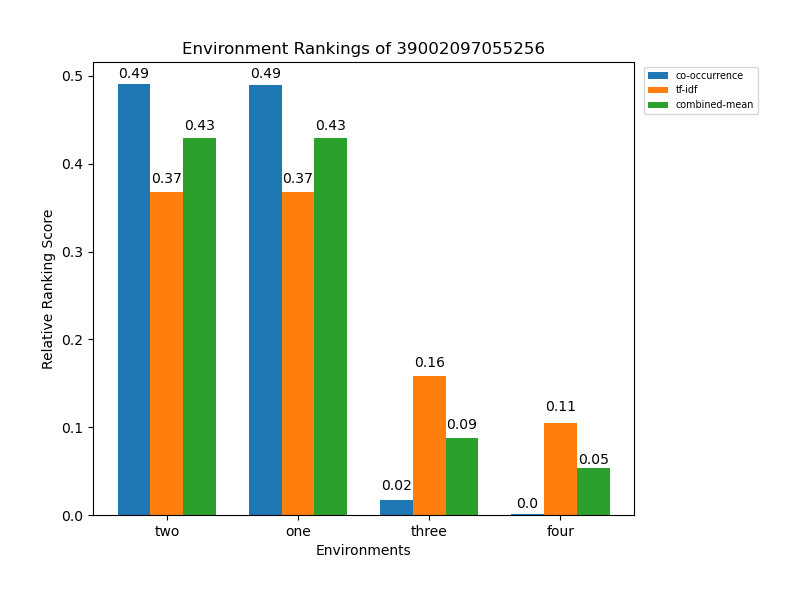 Environment Rankings of 39002097055256
co-occurrence
tf-idf
combined-mean
Relative Ranking Score
0.5
0.4
0.3
0.2
0.1
0.0
0.49
0.37
0.43
0.49
0.37
0.43
0.02
0.16
0.09
0.0
0.11
0.05
two
one
three
four
Environments